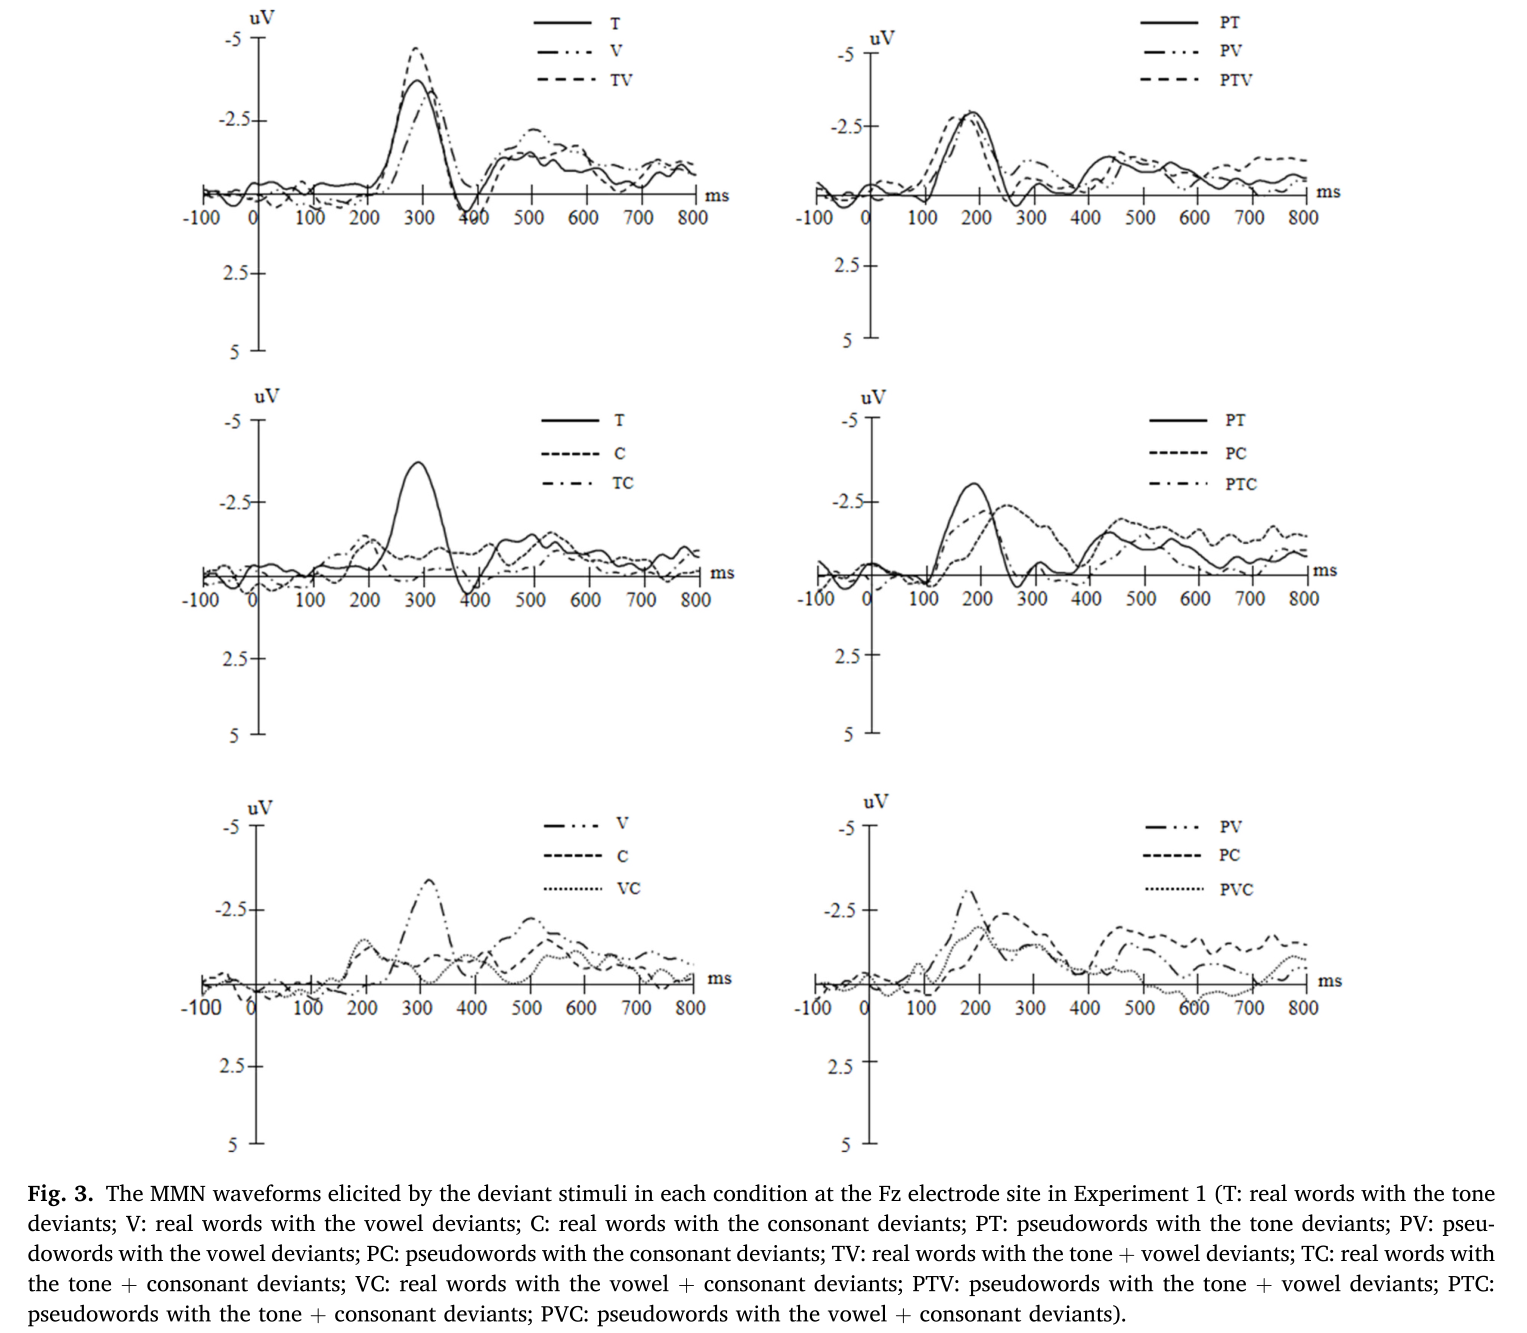 uV
-5
-2.5
2.5
5
-100 0 100 200 300 400 500 600 700 800
ms
T
V
TV
uV
-5
-2.5
2.5
5
-100 0 100 200 300 400 500 600 700 800
ms
PT
PV
PTV
uV
-5
-2.5
2.5
5
-100 0 100 200 300 400 500 600 700 800
ms
T
C
TC
uV
-5
-2.5
2.5
5
-100 0 100 200 300 400 500 600 700 800
ms
PT
PC
PTC
uV
-5
-2.5
2.5
5
-100 0 100 200 300 400 500 600 700 800
ms
V
C
VC
uV
-5
-2.5
2.5
5
-100 0 100 200 300 400 500 600 700 800
ms
PV
PC
PVC
Fig. 3. The MMN waveforms elicited by the deviant stimuli in each condition at the Fz electrode site in Experiment 1 (T: real words with the tone
deviants; V: real words with the vowel deviants; C: real words with the consonant deviants; PT: pseudowords with the tone deviants; PV: pseu-
dowords with the vowel deviants; PC: pseudowords with the consonant deviants; TV: real words with the tone + vowel deviants; TC: real words with
the tone + consonant deviants; VC: real words with the vowel + consonant deviants; PTV: pseudowords with the tone + vowel deviants; PTC:
pseudowords with the tone + consonant deviants; PVC: pseudowords with the vowel + consonant deviants).